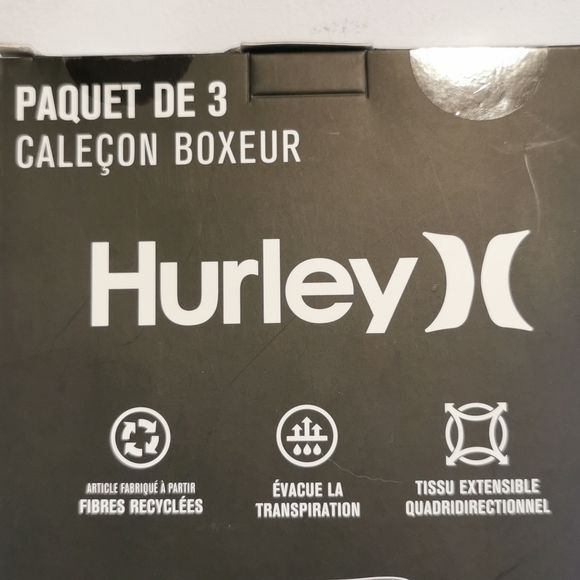 PAQUET DE 3
CALEÇON BOXEUR
Hurley
ARTICLE FABRIQUÉ À PARTIR
FIBRES RECYCLÉES
ÉVACUE LA
TRANSPIRATION
TISSU EXTENSIBLE
QUADRIDIRECTIONNEL